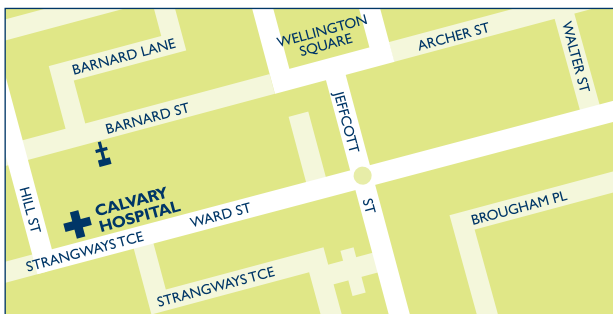 WELLINGTON
SQUARE
ARCHER ST
WALTER ST
BARNARD LANE
BARNARD ST
JEFFCOTT
ST
HILL ST
CALVARY
HOSPITAL
WARD ST
STRANGWAYS TCE
BROUGHAM PL
STRANGWAYS TCE